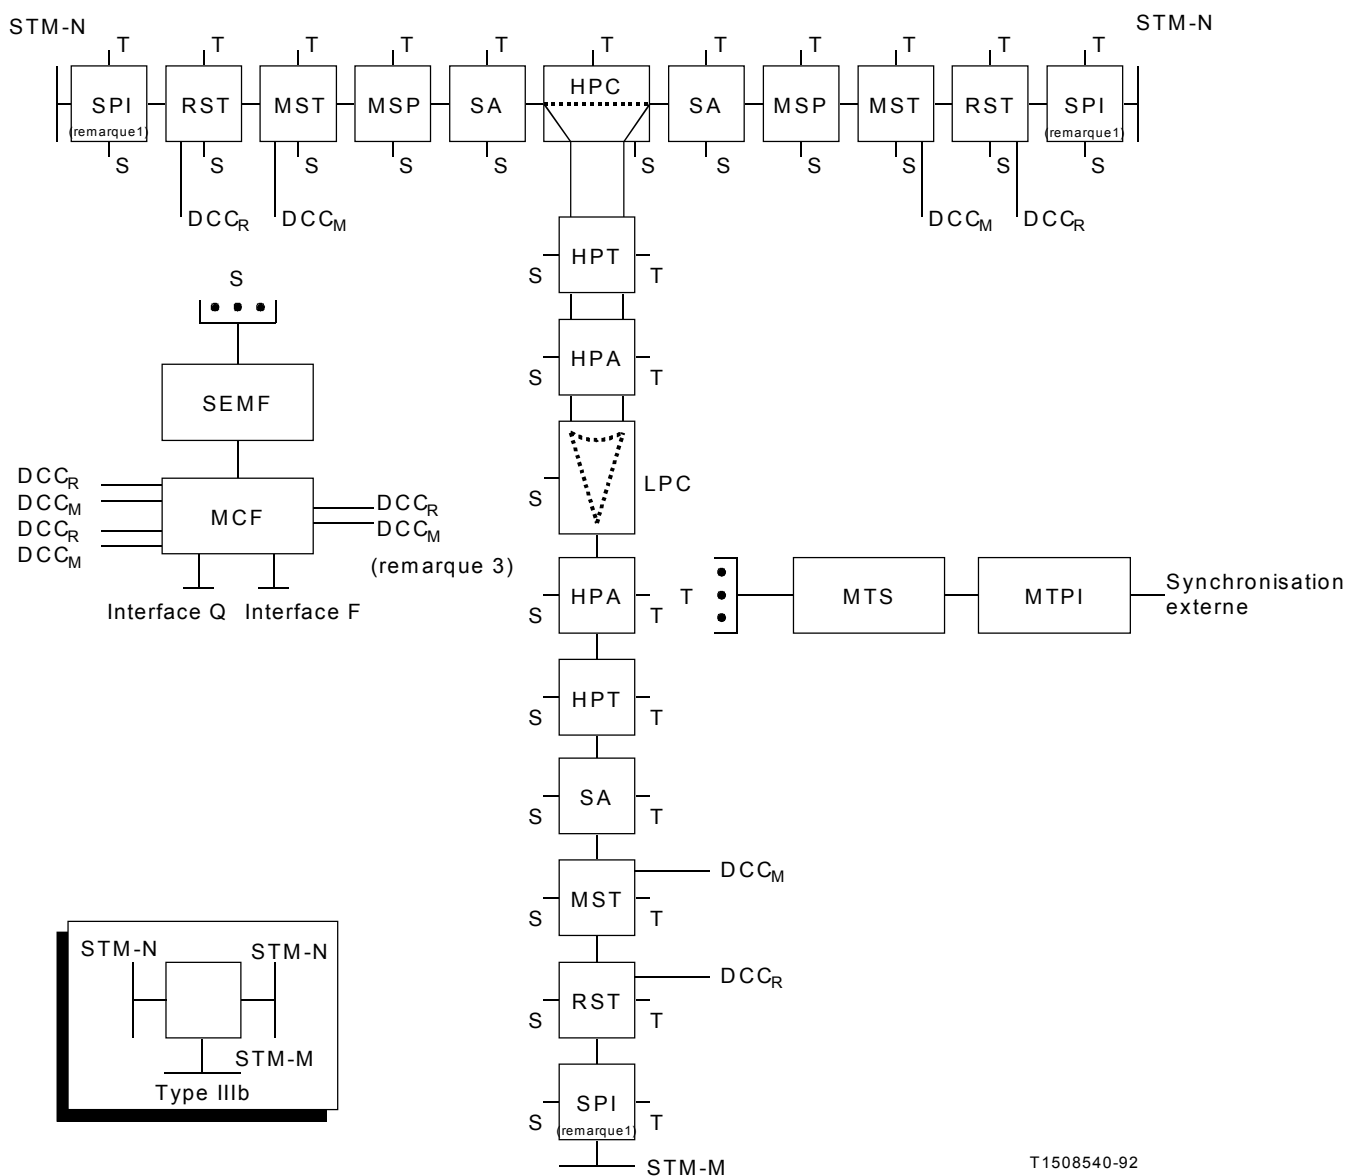 STM-N
STM-N
T T T T T T T T T T T
SPI RST MST MSP SA HPC SA MSP MST RST SPI
(remarque1)
(remarque1)
S S S S S S S S S S S
DCCR DCCM DCCM DCCR
S HPT T
S
S HPA T
SEMF
S LPC
DCCR
DCCM
DCCR
DCCM
MCF
DCCR
DCCM
(remarque 3)
Interface Q Interface F
S HPA T
T MTS MTPI Synchronisation
externe
S HPT T
S SA T
DCCM
S MST T
DCCR
S RST T
STM-N STM-N
STM-M
Type IIIb
S SPI T
(remarque1)
STM-M
T1508540-92